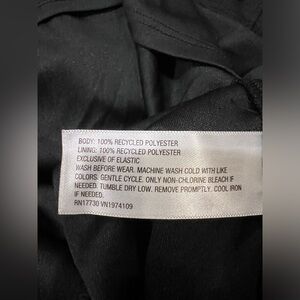 BODY: 100% RECYCLED POLYESTER
LINING: 100% RECYCLED POLYESTER
EXCLUSIVE OF ELASTIC
WASH BEFORE WEAR. MACHINE WASH COLD WITH LIKE
COLORS. GENTLE CYCLE. ONLY NON-CHLORINE BLEACH IF
NEEDED. TUMBLE DRY LOW. REMOVE PROMPTLY. COOL IRON
IF NEEDED.
RN17730 VN1974109